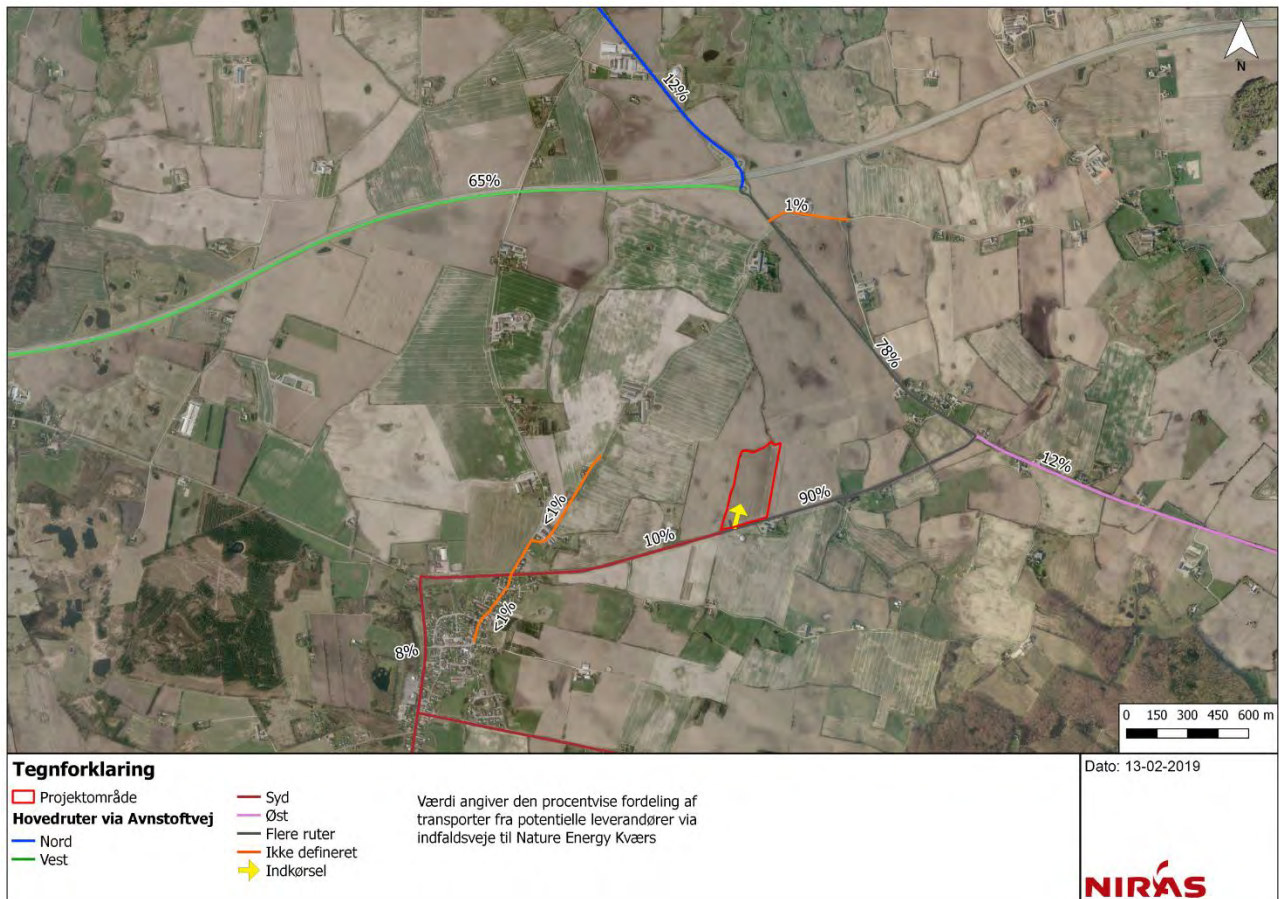 12%
N
65%
1%
78%
12%
<1%
90%
10%
<1%
8%
0 150 300 450 600 m
Tegnforklaring
Projektområde
Hovedruter via Avnstoftvej
Nord
Vest
Syd
Øst
Flere ruter
Ikke defineret
Indkørsel
Værdi angiver den procentvise fordeling af
transporter fra potentielle leverandører via
indfaldsveje til Nature Energy Kværs
Dato: 13-02-2019
NIRAS